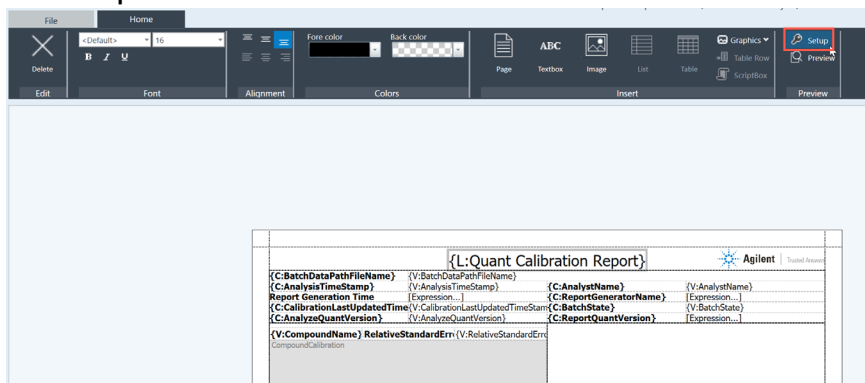 File Home
<Default> 16 Fore color Back color Graphics Setup
B I U ABC Table Row Preview
Delete Page Textbox Image List Table ScriptBox
Edit Font Alignment Colors Insert Preview
{L:Quant Calibration Report} Agilent Trusted Answers
{C:BatchDataPathFileName} {V:BatchDataPathFileName}
{C:AnalysisTimeStamp} {V:AnalysisTimeStamp} {C:AnalystName} {V:AnalystName}
Report Generation Time [Expression...] {C:ReportGeneratorName} [Expression...]
{C:CalibrationLastUpdatedTime {V:CalibrationLastUpdatedTimeStam {C:BatchState} {V:BatchState}
{C:AnalyzeQuantVersion} {V:AnalyzeQuantVersion} {C:ReportQuantVersion} [Expression...]
{V:CompoundName} RelativeStandardErr {V:RelativeStandardErro
CompoundCalibration